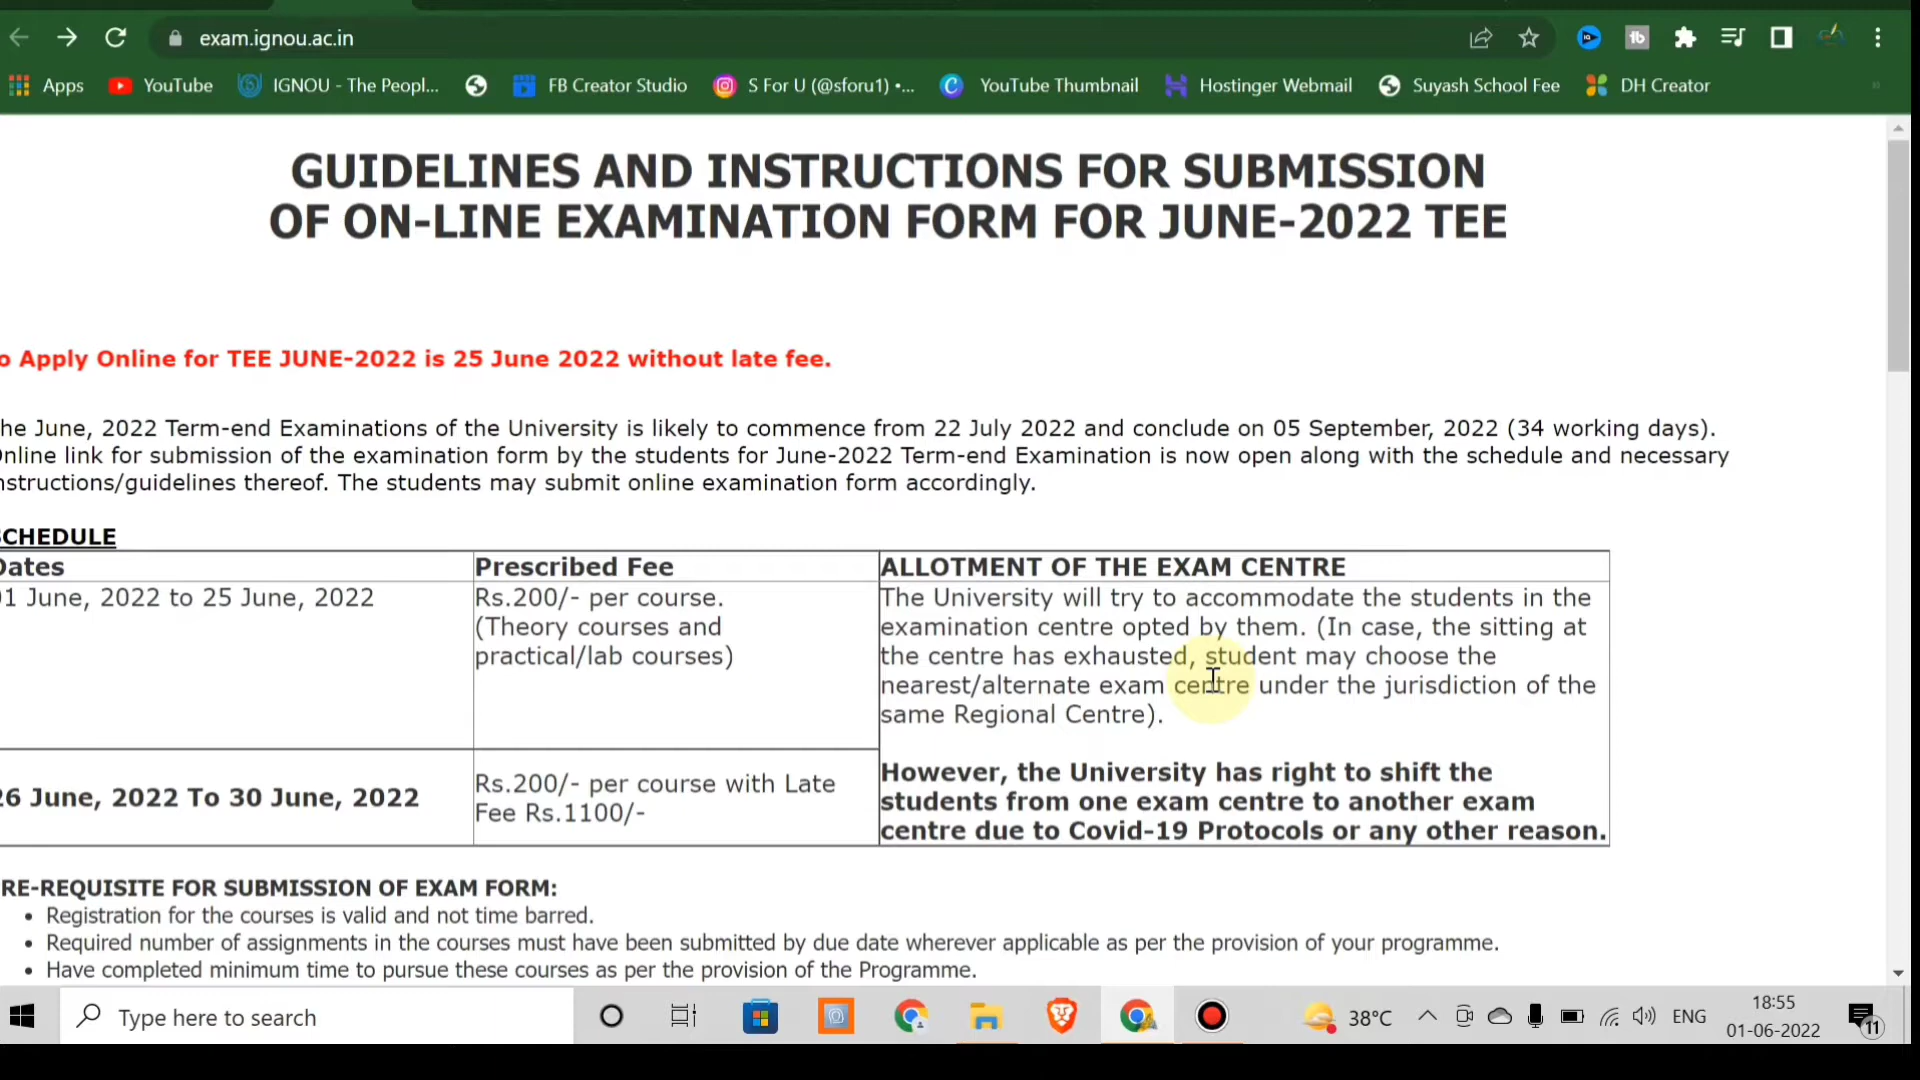 exam.ignou.ac.in
Apps YouTube IGNOU - The Peopl... FB Creator Studio S For U (@sforu1) •... YouTube Thumbnail Hostinger Webmail Suyash School Fee DH Creator
GUIDELINES AND INSTRUCTIONS FOR SUBMISSION
OF ON-LINE EXAMINATION FORM FOR JUNE-2022 TEE
o Apply Online for TEE JUNE-2022 is 25 June 2022 without late fee.
he June, 2022 Term-end Examinations of the University is likely to commence from 22 July 2022 and conclude on 05 September, 2022 (34 working days).
nline link for submission of the examination form by the students for June-2022 Term-end Examination is now open along with the schedule and necessary
nstructions/guidelines thereof. The students may submit online examination form accordingly.
SCHEDULE
Dates Prescribed Fee ALLOTMENT OF THE EXAM CENTRE
01 June, 2022 to 25 June, 2022
Rs.200/- per course.
(Theory courses and
practical/lab courses)
The University will try to accommodate the students in the
examination centre opted by them. (In case, the sitting at
the centre has exhausted, student may choose the
nearest/alternate exam centre under the jurisdiction of the
same Regional Centre).
However, the University has right to shift the
students from one exam centre to another exam
centre due to Covid-19 Protocols or any other reason.
26 June, 2022 To 30 June, 2022
Rs.200/- per course with Late
Fee Rs.1100/-
RE-REQUISITE FOR SUBMISSION OF EXAM FORM:
• Registration for the courses is valid and not time barred.
• Required number of assignments in the courses must have been submitted by due date wherever applicable as per the provision of your programme.
• Have completed minimum time to pursue these courses as per the provision of the Programme.
Type here to search
38°C
ENG
18:55
01-06-2022
11